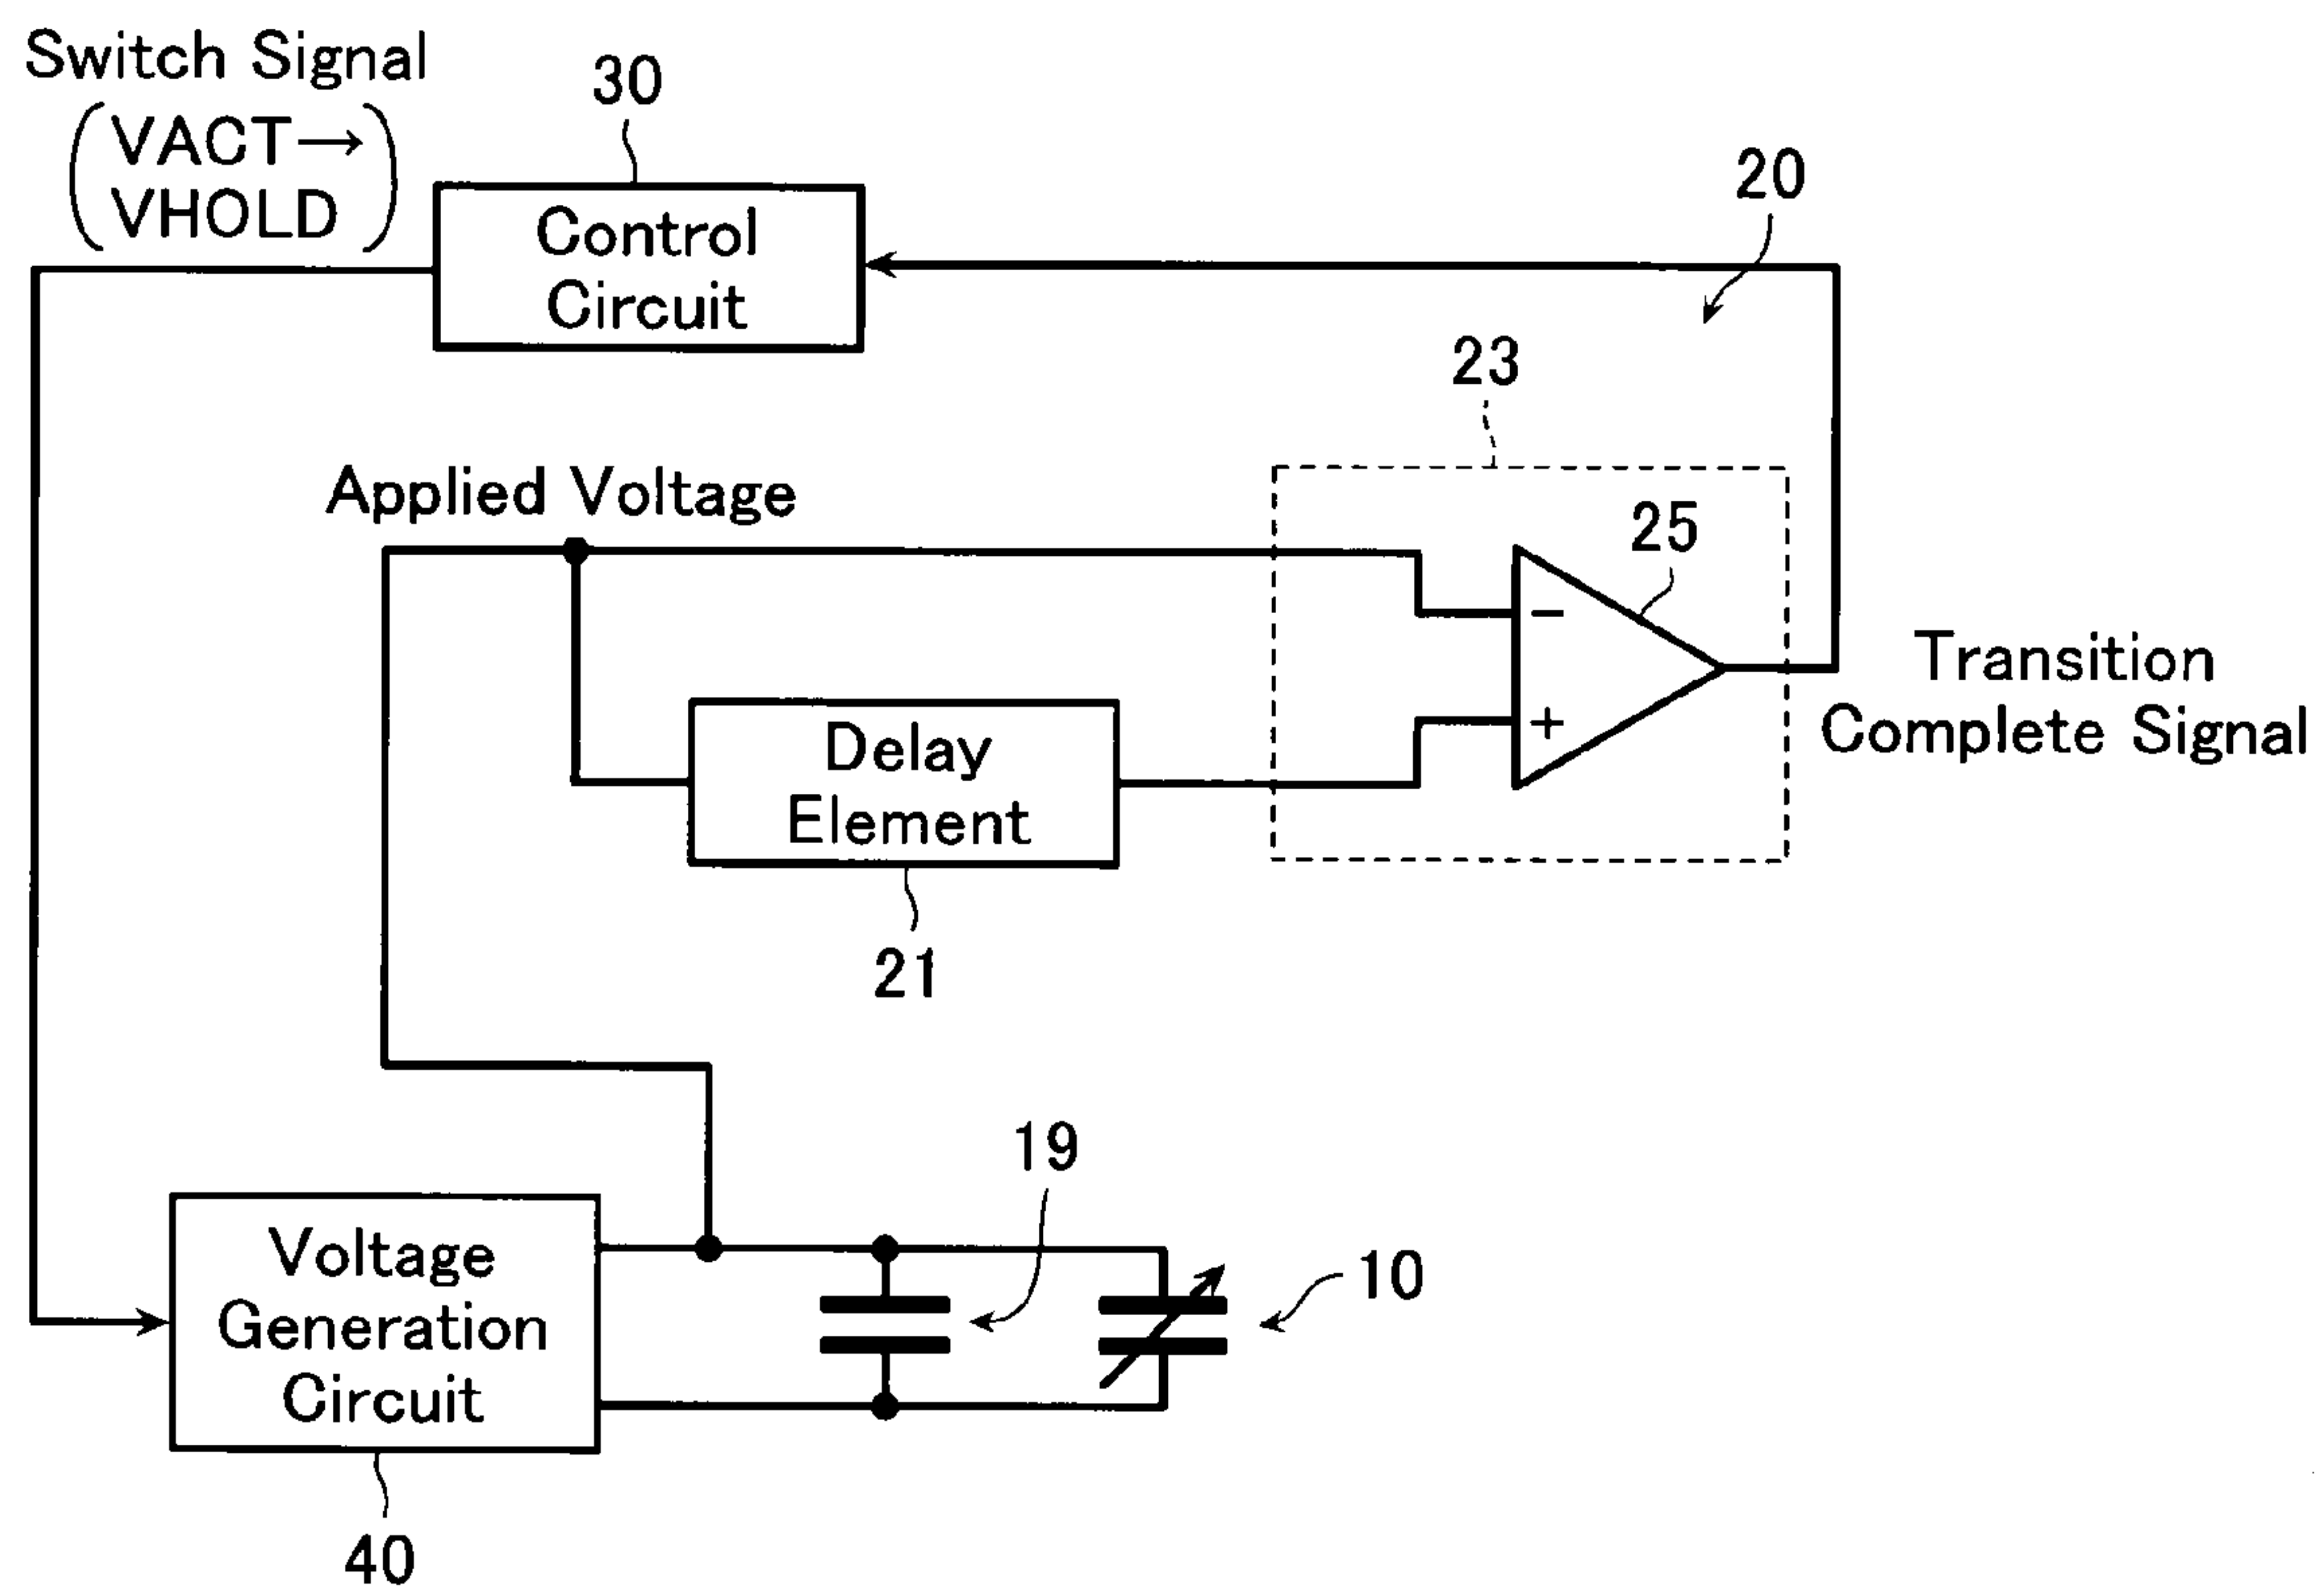 Switch Signal
(VACT→
VHOLD)
30
Control
Circuit
20
23
Applied Voltage
25
−
+
Transition
Complete Signal
Delay
Element
21
19
10
Voltage
Generation
Circuit
40